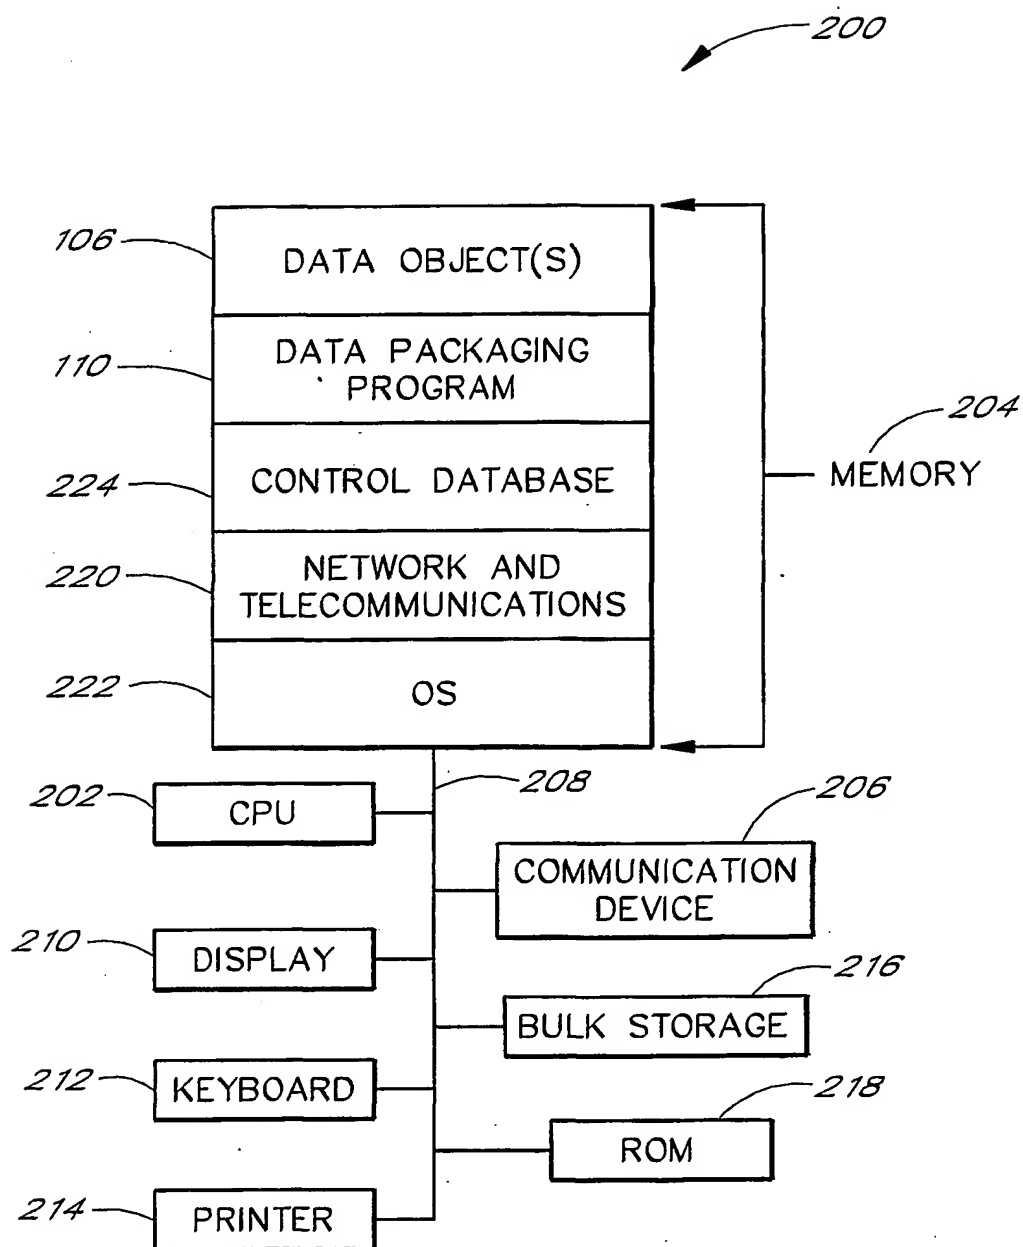 200
106
DATA OBJECT(S)
110
DATA PACKAGING
PROGRAM
204
MEMORY
224
CONTROL DATABASE
220
NETWORK AND
TELECOMMUNICATIONS
222
OS
208
202
CPU
206
COMMUNICATION
DEVICE
210
DISPLAY
216
BULK STORAGE
212
KEYBOARD
218
ROM
214
PRINTER